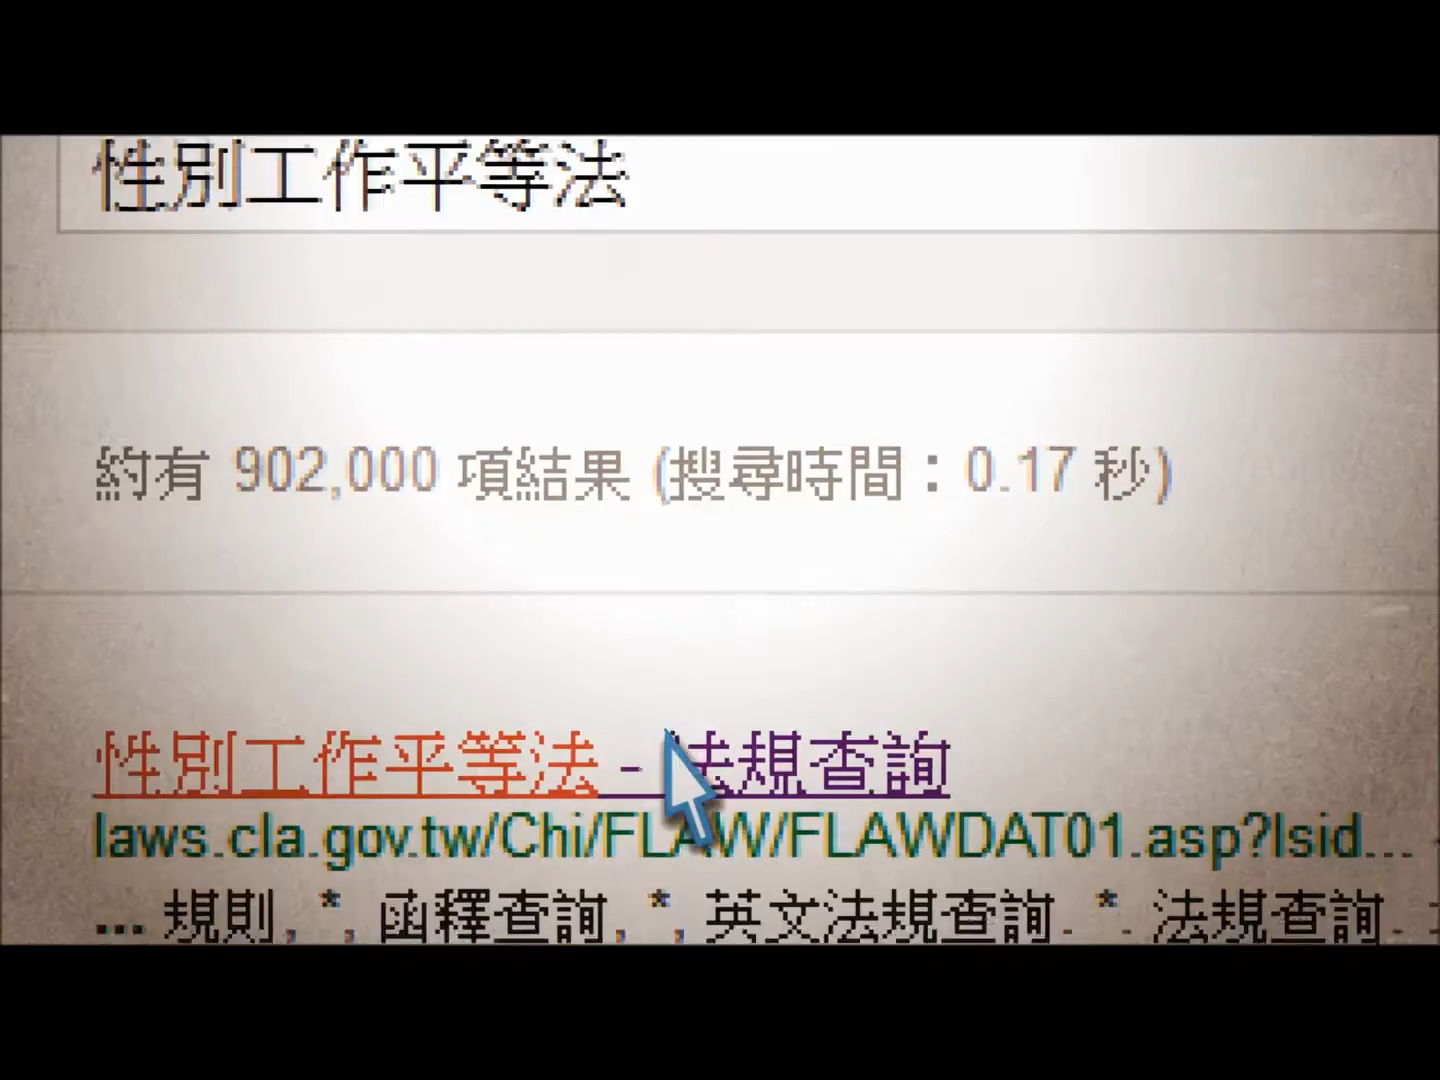 性別工作平等法
約有 902,000 項結果 (搜尋時間：0.17 秒)
性別工作平等法 - 法規查詢
laws.cla.gov.tw/Chi/FLAW/FLAWDAT01.asp?lsid...
... 規則, *, 函釋查詢, *, 英文法規查詢. *. 法規查詢.